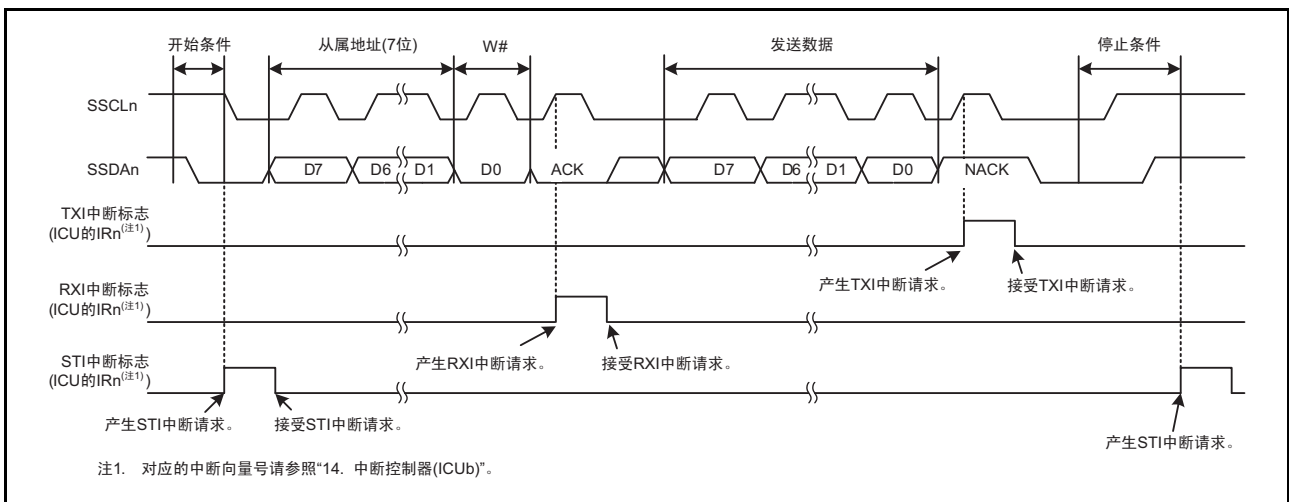 开始条件
从属地址(7位)
W#
发送数据
停止条件
SSCLn
SSDAn
D7
D6
D1
D0
ACK
D7
D6
D1
D0
NACK
TXI中断标志
(ICU的IRn(注1))
产生TXI中断请求。
接受TXI中断请求。
RXI中断标志
(ICU的IRn(注1))
产生RXI中断请求。
接受RXI中断请求。
STI中断标志
(ICU的IRn(注1))
产生STI中断请求。
接受STI中断请求。
产生STI中断请求。
注1. 对应的中断向量号请参照“14. 中断控制器(ICUb)”。